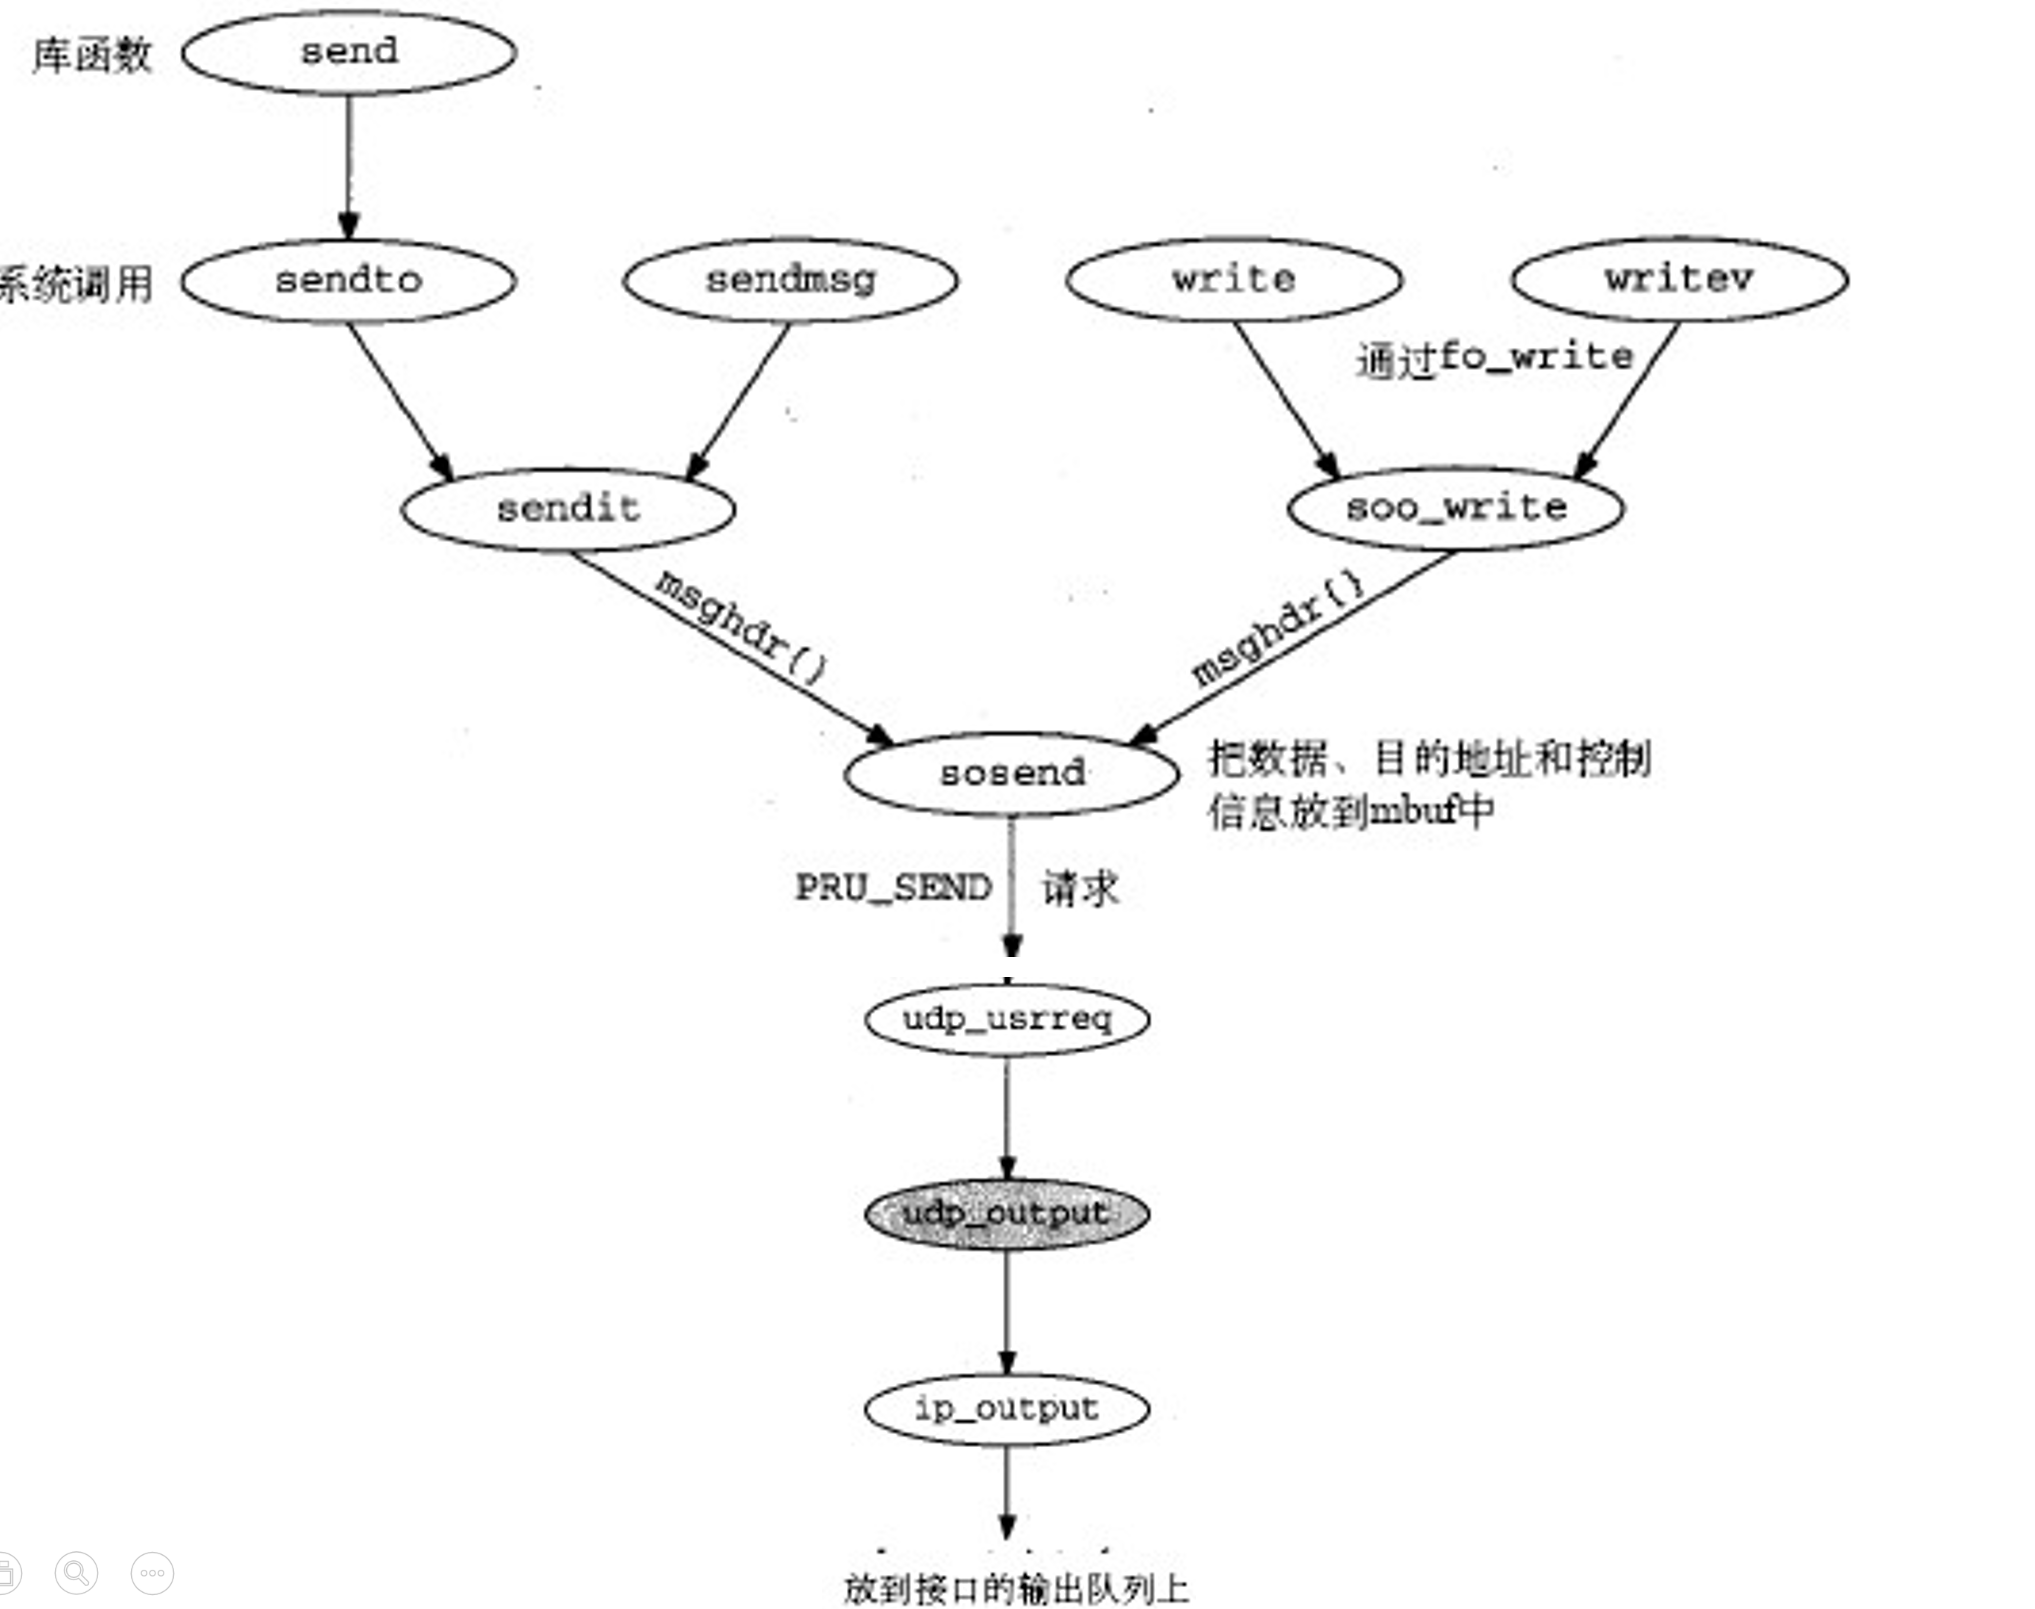 库函数
send
系统调用
sendto
sendmsg
write
writev
通过fo_write
sendit
soo_write
msghdr{}
msghdr{}
sosend
把数据、目的地址和控制
信息放到mbuf中
PRU_SEND 请求
udp_usrreq
udp_output
ip_output
放到接口的输出队列上